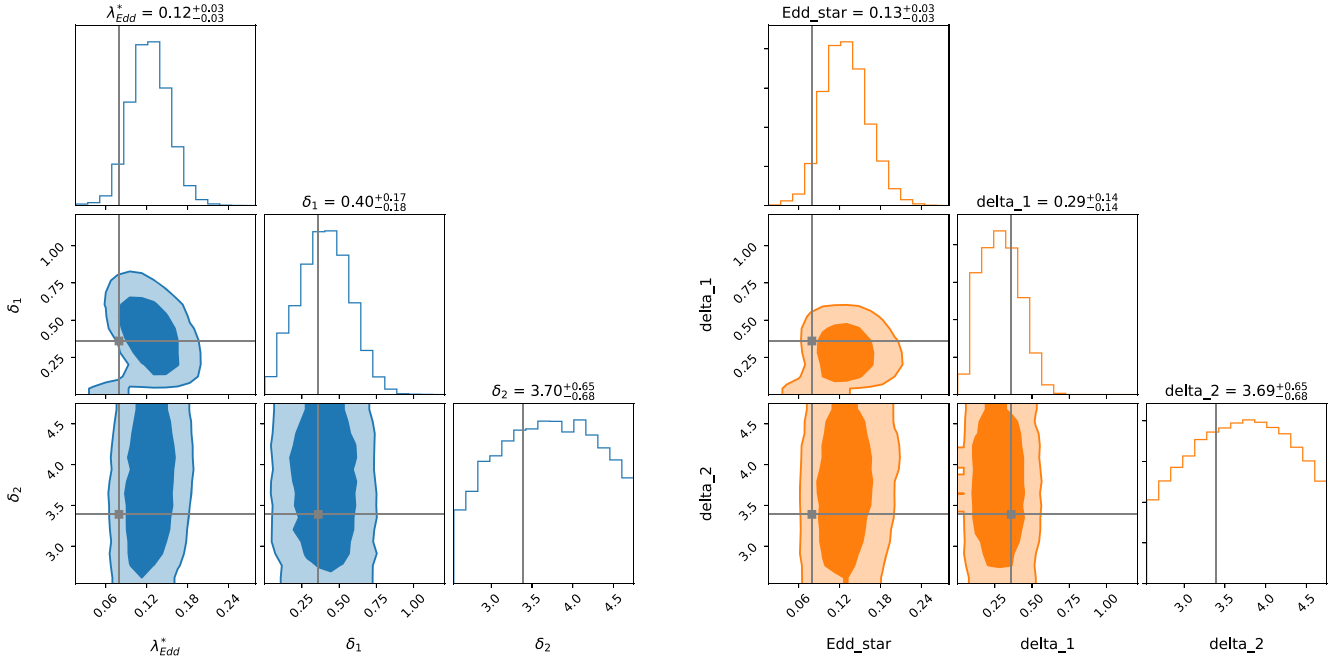 λ*Edd = 0.12+0.03 −0.03
Edd_star = 0.13+0.03 −0.03
δ1 = 0.40+0.17 −0.18
delta_1 = 0.29+0.14 −0.14
1.00
0.75
0.50
0.25
δ1
1.00
0.75
0.50
0.25
delta_1
δ2 = 3.70+0.65 −0.68
delta_2 = 3.69+0.65 −0.68
4.5
4.0
3.5
3.0
δ2
4.5
4.0
3.5
3.0
delta_2
0.06 0.12 0.18 0.24 0.25 0.50 0.75 1.00 3.0 3.5 4.0 4.5
0.06 0.12 0.18 0.24 0.25 0.50 0.75 1.00 3.0 3.5 4.0 4.5
λ*Edd δ1 δ2
Edd_star delta_1 delta_2